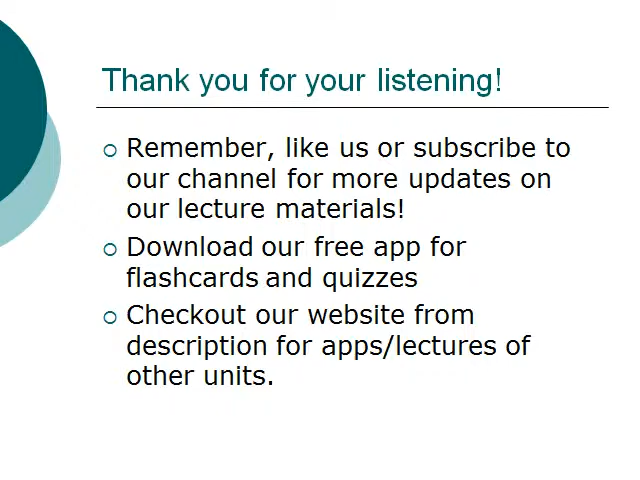 Thank you for your listening!
Remember, like us or subscribe to
our channel for more updates on
our lecture materials!
Download our free app for
flashcards and quizzes
Checkout our website from
description for apps/lectures of
other units.